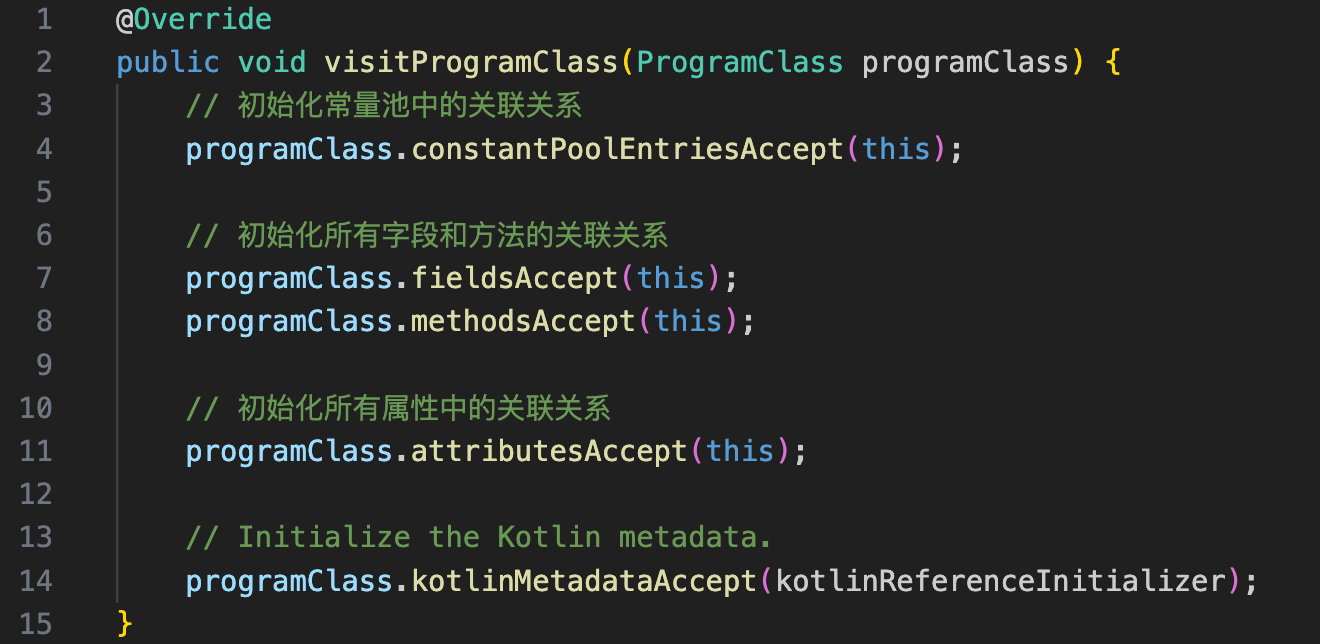 1 @Override
2 public void visitProgramClass(ProgramClass programClass) {
3     // 初始化常量池中的关联关系
4     programClass.constantPoolEntriesAccept(this);
5
6     // 初始化所有字段和方法的关联关系
7     programClass.fieldsAccept(this);
8     programClass.methodsAccept(this);
9
10     // 初始化所有属性中的关联关系
11     programClass.attributesAccept(this);
12
13     // Initialize the Kotlin metadata.
14     programClass.kotlinMetadataAccept(kotlinReferenceInitializer);
15 }